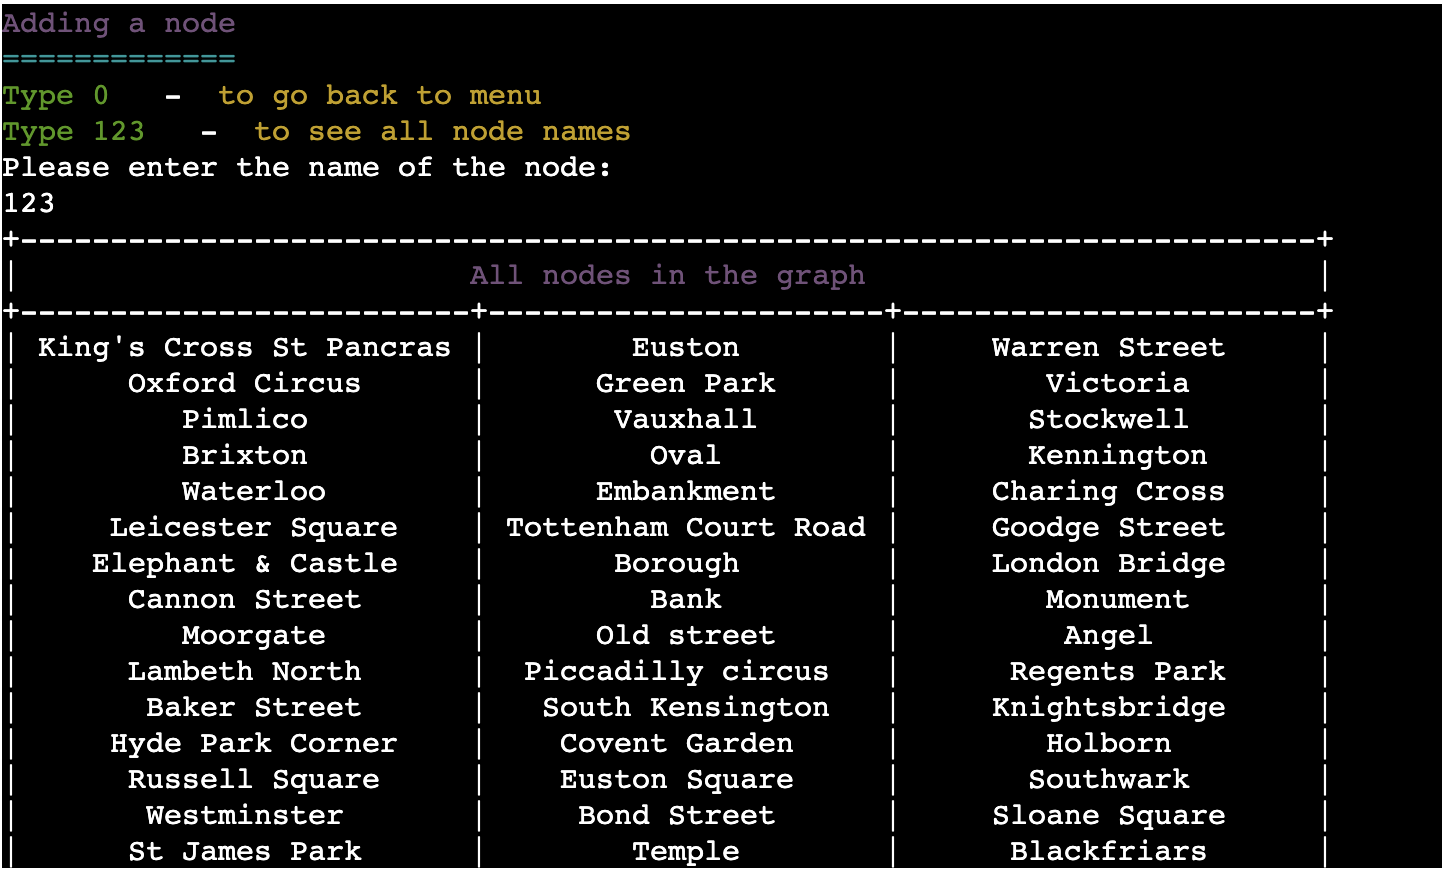 Adding a node
=============
Type 0   -  to go back to menu
Type 123   -  to see all node names
Please enter the name of the node:
123
+------------------------------------------------------------------------+
|                         All nodes in the graph                         |
+-------------------------+----------------------+-----------------------+
| King's Cross St Pancras | Euston | Warren Street |
| Oxford Circus | Green Park | Victoria |
| Pimlico | Vauxhall | Stockwell |
| Brixton | Oval | Kennington |
| Waterloo | Embankment | Charing Cross |
| Leicester Square | Tottenham Court Road | Goodge Street |
| Elephant & Castle | Borough | London Bridge |
| Cannon Street | Bank | Monument |
| Moorgate | Old street | Angel |
| Lambeth North | Piccadilly circus | Regents Park |
| Baker Street | South Kensington | Knightsbridge |
| Hyde Park Corner | Covent Garden | Holborn |
| Russell Square | Euston Square | Southwark |
| Westminster | Bond Street | Sloane Square |
| St James Park | Temple | Blackfriars |